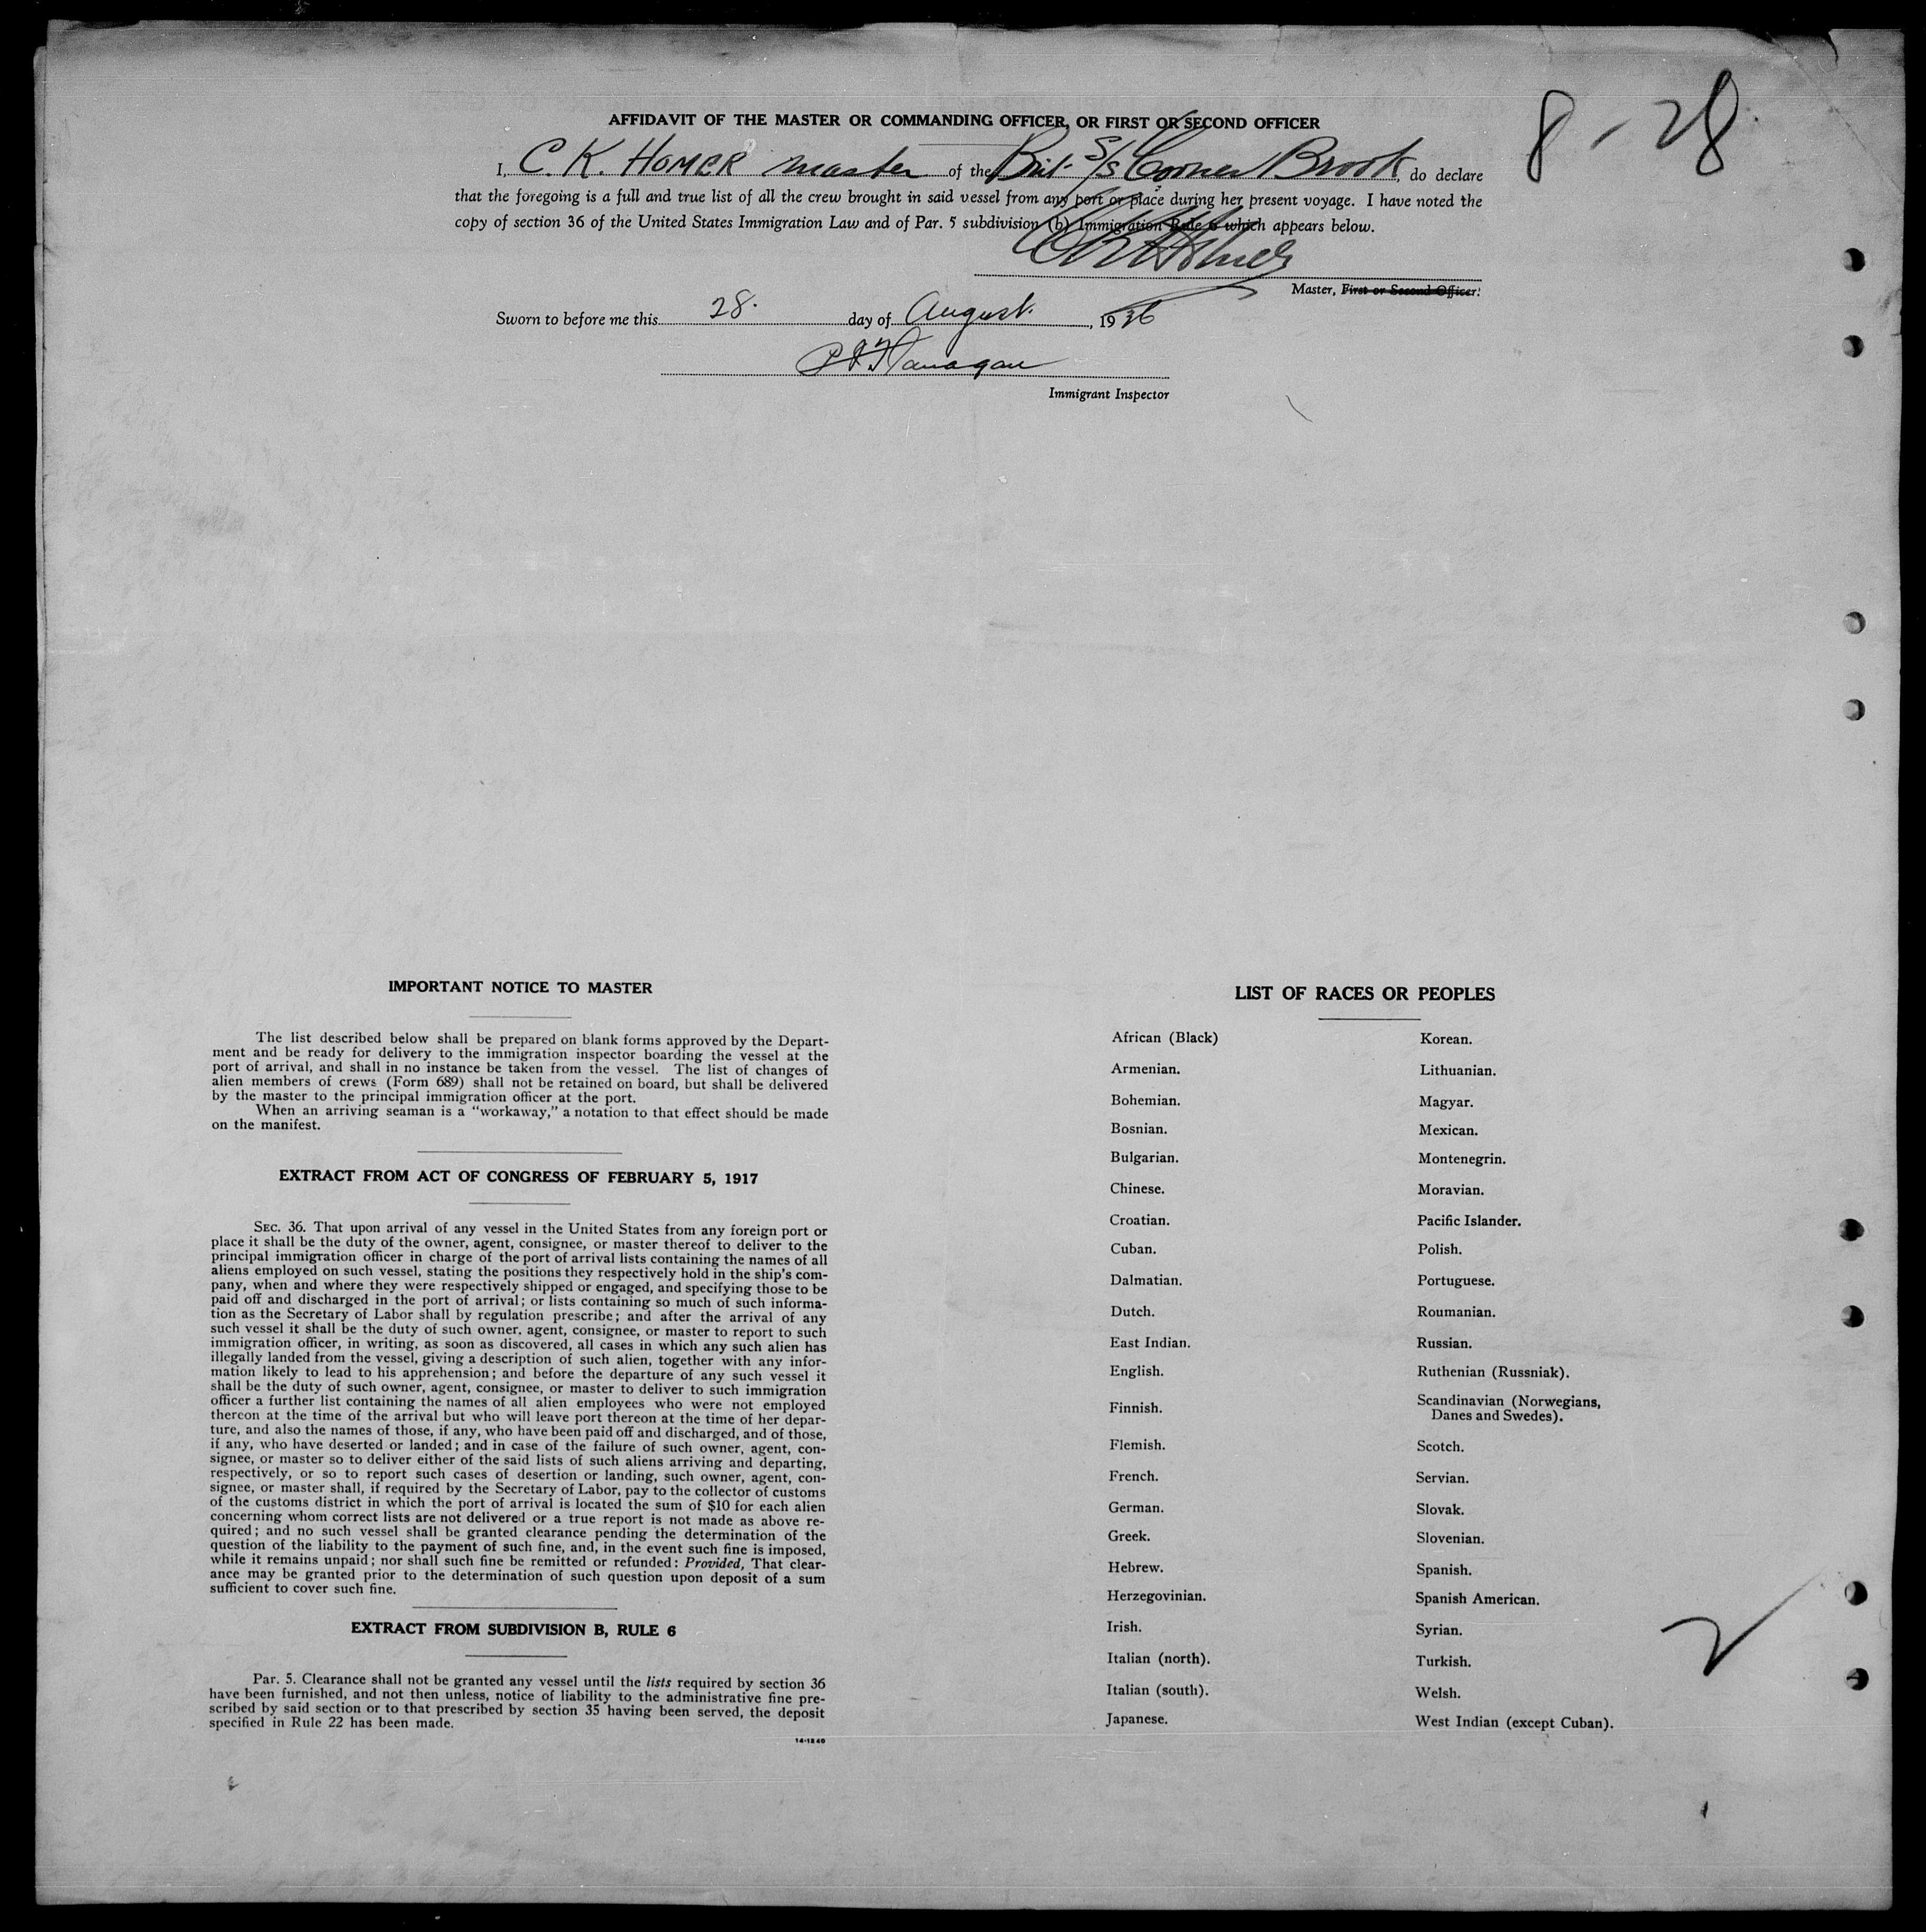 8-28
AFFIDAVIT OF THE MASTER OR COMMANDING OFFICER, OR FIRST OR SECOND OFFICER
I, C. K. HOMER master of the Brit S/S Corner Brook, do declare
that the foregoing is a full and true list of all the crew brought in said vessel from any port or place during her present voyage. I have noted the
copy of section 36 of the United States Immigration Law and of Par. 5 subdivision (b) Immigration Rule 6 which appears below.
CKHomer
Master, First or Second Officer.
Sworn to before me this 28. day of August., 1936
Flanagan
Immigrant Inspector
IMPORTANT NOTICE TO MASTER
The list described below shall be prepared on blank forms approved by the Depart-
ment and be ready for delivery to the immigration inspector boarding the vessel at the
port of arrival, and shall in no instance be taken from the vessel. The list of changes of
alien members of crews (Form 689) shall not be retained on board, but shall be delivered
by the master to the principal immigration officer at the port.
When an arriving seaman is a "workaway," a notation to that effect should be made
on the manifest.
EXTRACT FROM ACT OF CONGRESS OF FEBRUARY 5, 1917
SEC. 36. That upon arrival of any vessel in the United States from any foreign port or
place it shall be the duty of the owner, agent, consignee, or master thereof to deliver to the
principal immigration officer in charge of the port of arrival lists containing the names of all
aliens employed on such vessel, stating the positions they respectively hold in the ship's com-
pany, when and where they were respectively shipped or engaged, and specifying those to be
paid off and discharged in the port of arrival; or lists containing so much of such informa-
tion as the Secretary of Labor shall by regulation prescribe; and after the arrival of any
such vessel it shall be the duty of such owner, agent, consignee, or master to report to such
immigration officer, in writing, as soon as discovered, all cases in which any such alien has
illegally landed from the vessel, giving a description of such alien, together with any infor-
mation likely to lead to his apprehension; and before the departure of any such vessel it
shall be the duty of such owner, agent, consignee, or master to deliver to such immigration
officer a further list containing the names of all alien employees who were not employed
thereon at the time of the arrival but who will leave port thereon at the time of her depar-
ture, and also the names of those, if any, who have been paid off and discharged, and of those,
if any, who have deserted or landed; and in case of the failure of such owner, agent, con-
signee, or master so to deliver either of the said lists of such aliens arriving and departing,
respectively, or so to report such cases of desertion or landing, such owner, agent, con-
signee, or master shall, if required by the Secretary of Labor, pay to the collector of customs
of the customs district in which the port of arrival is located the sum of $10 for each alien
concerning whom correct lists are not delivered or a true report is not made as above re-
quired; and no such vessel shall be granted clearance pending the determination of the
question of the liability to the payment of such fine, and, in the event such fine is imposed,
while it remains unpaid; nor shall such fine be remitted or refunded: Provided, That clear-
ance may be granted prior to the determination of such question upon deposit of a sum
sufficient to cover such fine.
EXTRACT FROM SUBDIVISION B, RULE 6
Par. 5. Clearance shall not be granted any vessel until the lists required by section 36
have been furnished, and not then unless, notice of liability to the administrative fine pre-
scribed by said section or to that prescribed by section 35 having been served, the deposit
specified in Rule 22 has been made.
14-1240
LIST OF RACES OR PEOPLES
African (Black)
Armenian.
Bohemian.
Bosnian.
Bulgarian.
Chinese.
Croatian.
Cuban.
Dalmatian.
Dutch.
East Indian.
English.
Finnish.
Flemish.
French.
German.
Greek.
Hebrew.
Herzegovinian.
Irish.
Italian (north).
Italian (south).
Japanese.
Korean.
Lithuanian.
Magyar.
Mexican.
Montenegrin.
Moravian.
Pacific Islander.
Polish.
Portuguese.
Roumanian.
Russian.
Ruthenian (Russniak).
Scandinavian (Norwegians,
Danes and Swedes).
Scotch.
Servian.
Slovak.
Slovenian.
Spanish.
Spanish American.
Syrian.
Turkish.
Welsh.
West Indian (except Cuban).